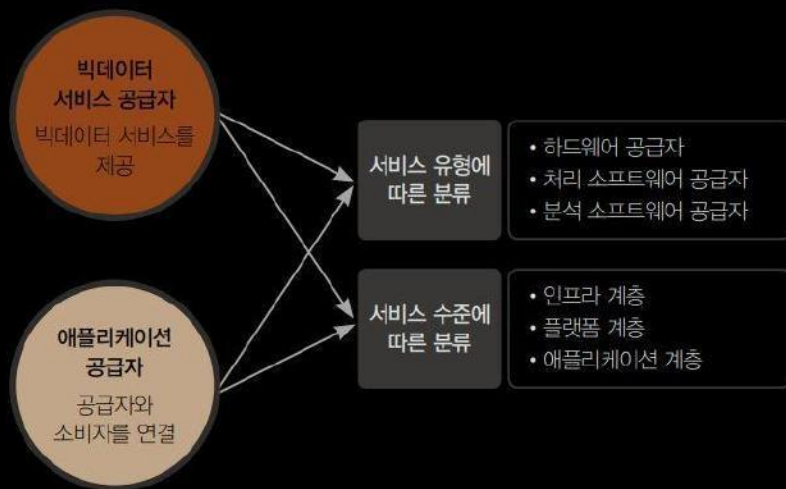 빅데이터
서비스 공급자
빅데이터 서비스를
제공
애플리케이션
공급자
공급자와
소비자를 연결
서비스 유형에
따른 분류
• 하드웨어 공급자
• 처리 소프트웨어 공급자
• 분석 소프트웨어 공급자
서비스 수준에
따른 분류
• 인프라 계층
• 플랫폼 계층
• 애플리케이션 계층